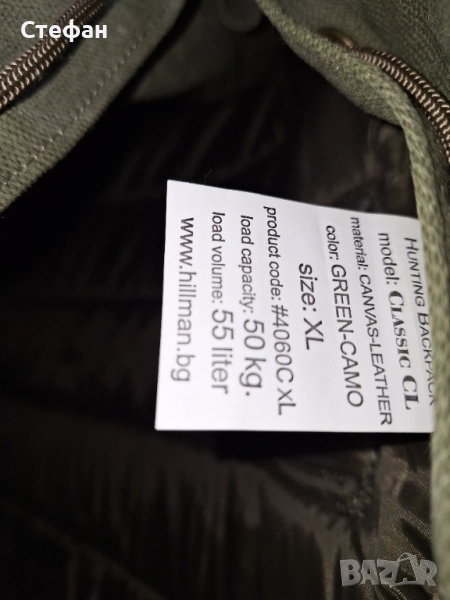 Стефан
HUNTING BACKPACK
model: CLASSIC CL
material: CANVAS-LEATHER
color: GREEN-CAMO
size: XL
product code: #4060C XL
load capacity: 50 kg.
load volume: 55 liter
www.hillman.bg
BAZAR